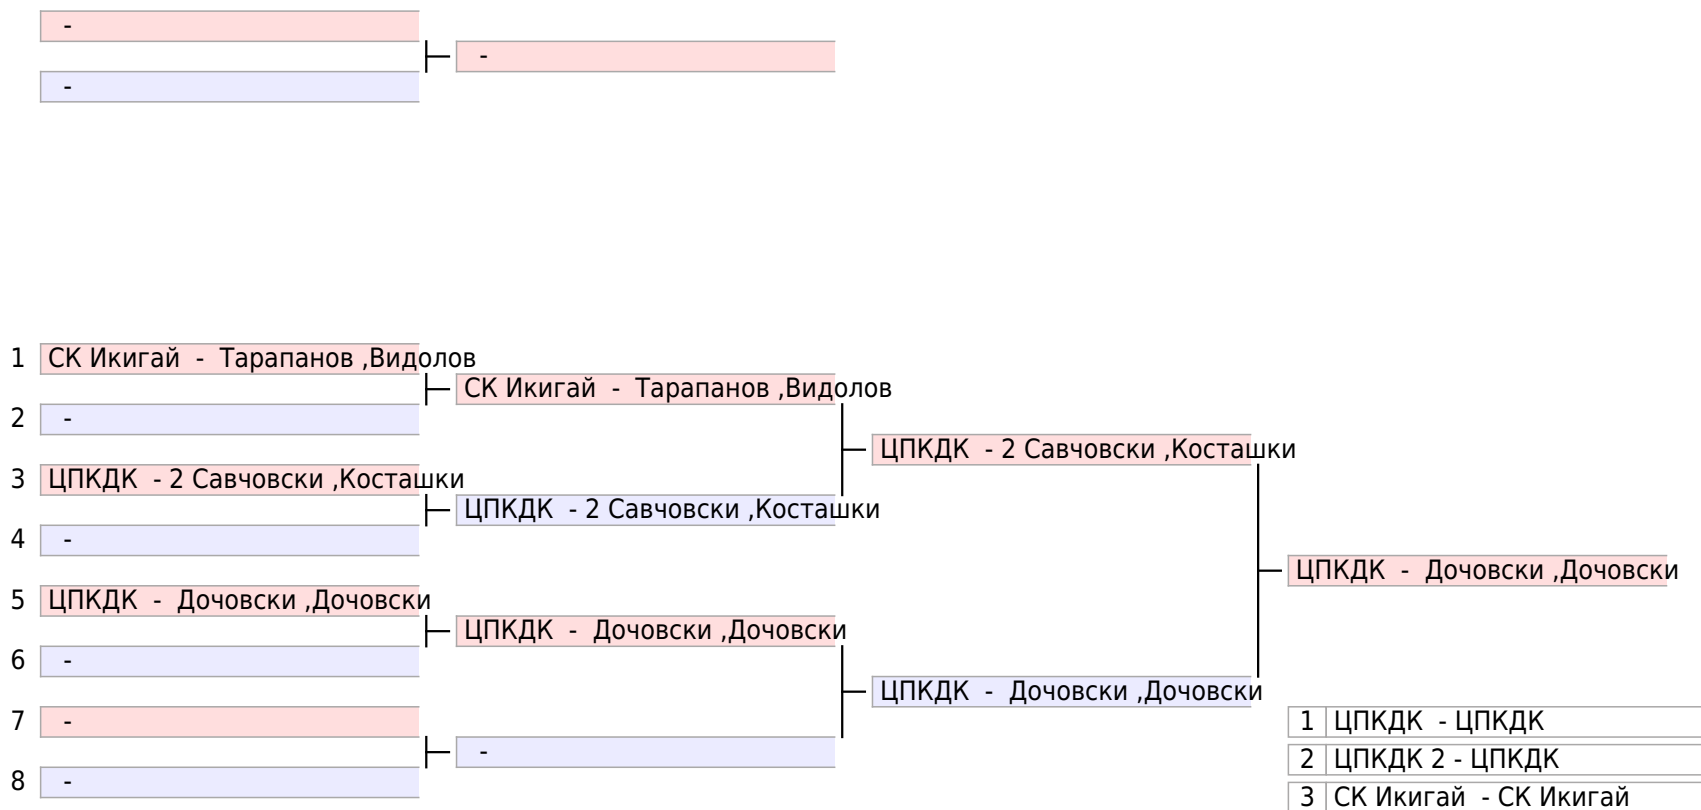 -
-
-
1 СК Икигай - Тарапанов ,Видолов
СК Икигай - Тарапанов ,Видолов
2 -
ЦПКДК - 2 Савчовски ,Косташки
3 ЦПКДК - 2 Савчовски ,Косташки
ЦПКДК - 2 Савчовски ,Косташки
4 -
ЦПКДК - Дочовски ,Дочовски
5 ЦПКДК - Дочовски ,Дочовски
ЦПКДК - Дочовски ,Дочовски
6 -
ЦПКДК - Дочовски ,Дочовски
7 -
-
8 -
1 ЦПКДК - ЦПКДК
2 ЦПКДК 2 - ЦПКДК
3 СК Икигай - СК Икигай